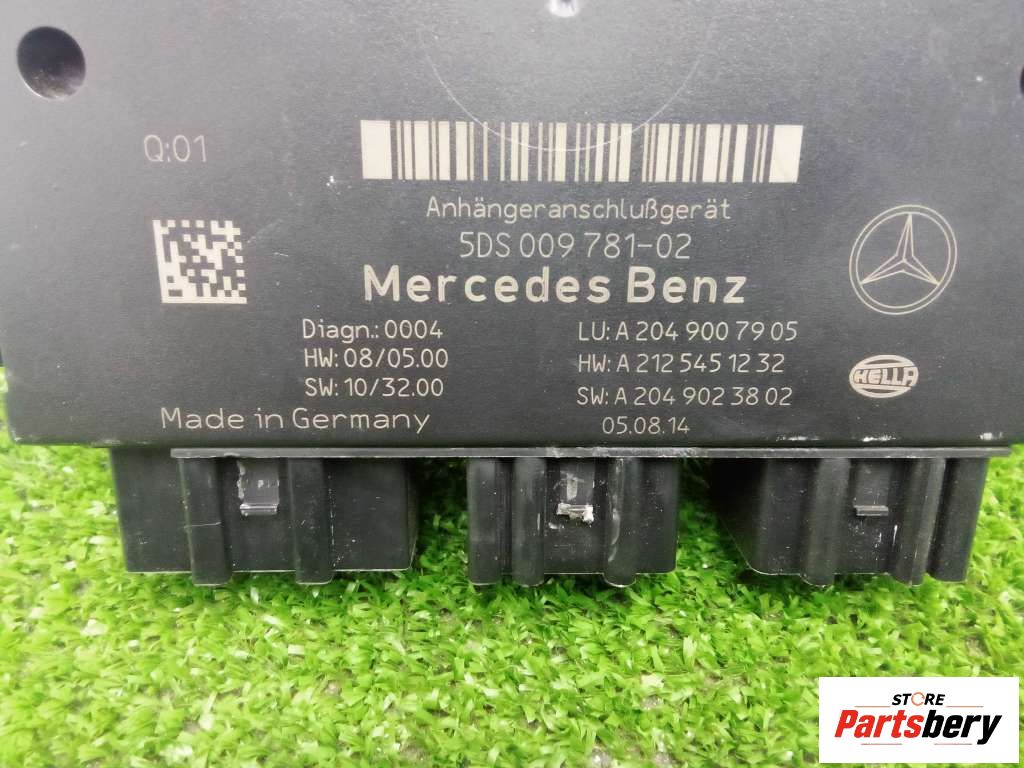 Q:01
Anhängeranschlußgerät
5DS 009 781-02
Mercedes Benz
Diagn.: 0004
HW: 08/05.00
SW: 10/32.00
Made in Germany
LU: A 204 900 79 05
HW: A 212 545 12 32
SW: A 204 902 38 02
05.08.14
HELLA
STORE
Partsbery